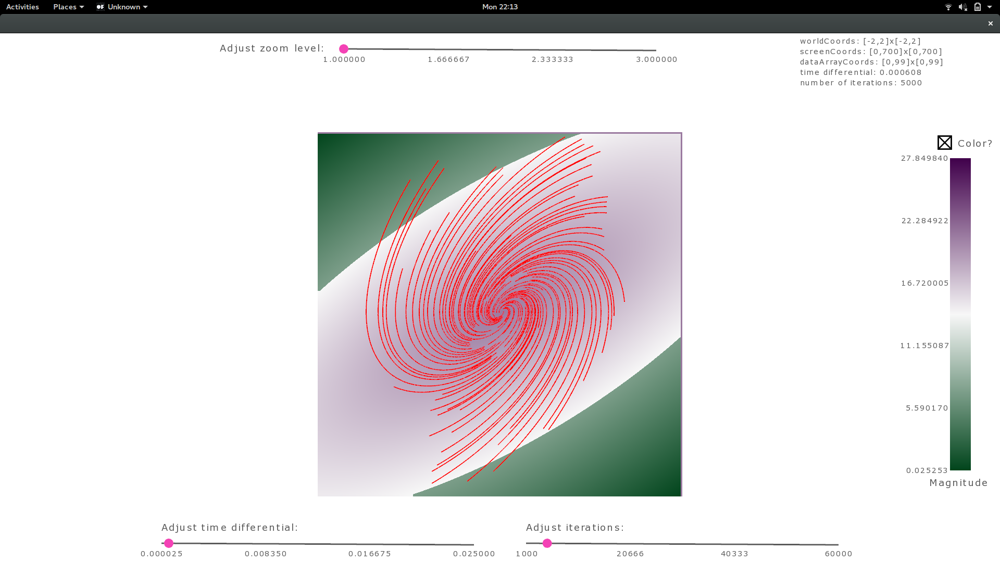 Activities Places Unknown Mon 22:13
Adjust zoom level:
1.000000 1.666667 2.333333 3.000000
worldCoords: [-2,2]x[-2,2]
screenCoords: [0,700]x[0,700]
dataArrayCoords: [0,99]x[0,99]
time differential: 0.000608
number of iterations: 5000
Color?
27.849840
22.284922
16.720005
11.155087
5.590170
0.025253
Magnitude
Adjust time differential:
0.000025 0.008350 0.016675 0.025000
Adjust iterations:
1000 20666 40333 60000